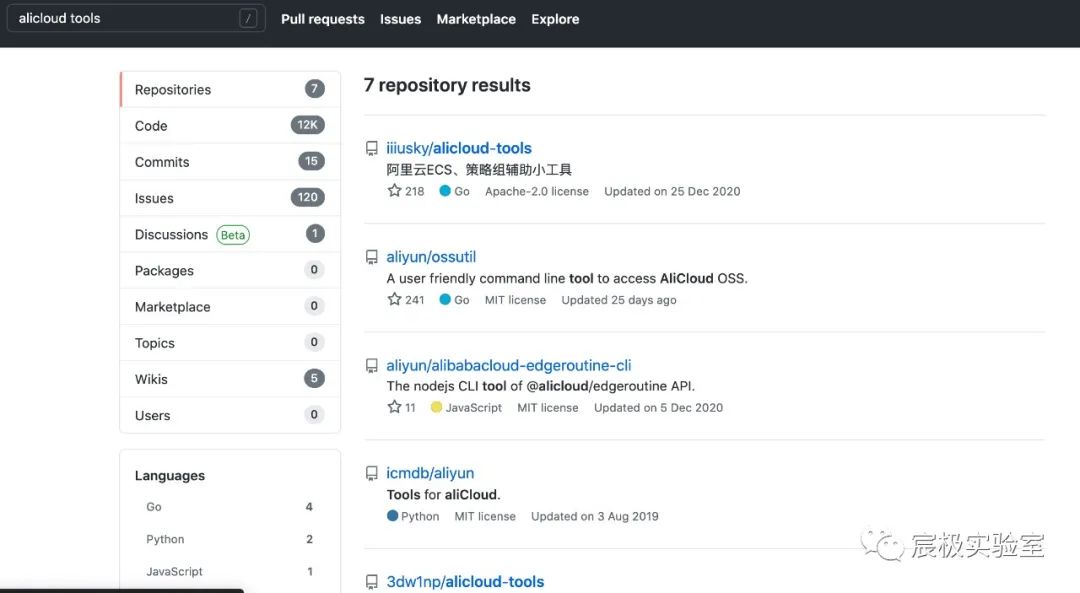 alicloud tools / Pull requests Issues Marketplace Explore
Repositories 7
Code 12K
Commits 15
Issues 120
Discussions Beta 1
Packages 0
Marketplace 0
Topics 0
Wikis 5
Users 0
Languages
Go 4
Python 2
JavaScript 1
7 repository results
iiiusky/alicloud-tools
阿里云ECS、策略组辅助小工具
218 Go Apache-2.0 license Updated on 25 Dec 2020
aliyun/ossutil
A user friendly command line tool to access AliCloud OSS.
241 Go MIT license Updated 25 days ago
aliyun/alibabacloud-edgeroutine-cli
The nodejs CLI tool of @alicloud/edgeroutine API.
11 JavaScript MIT license Updated on 5 Dec 2020
icmdb/aliyun
Tools for aliCloud.
Python MIT license Updated on 3 Aug 2019
3dw1np/alicloud-tools
宸极实验室